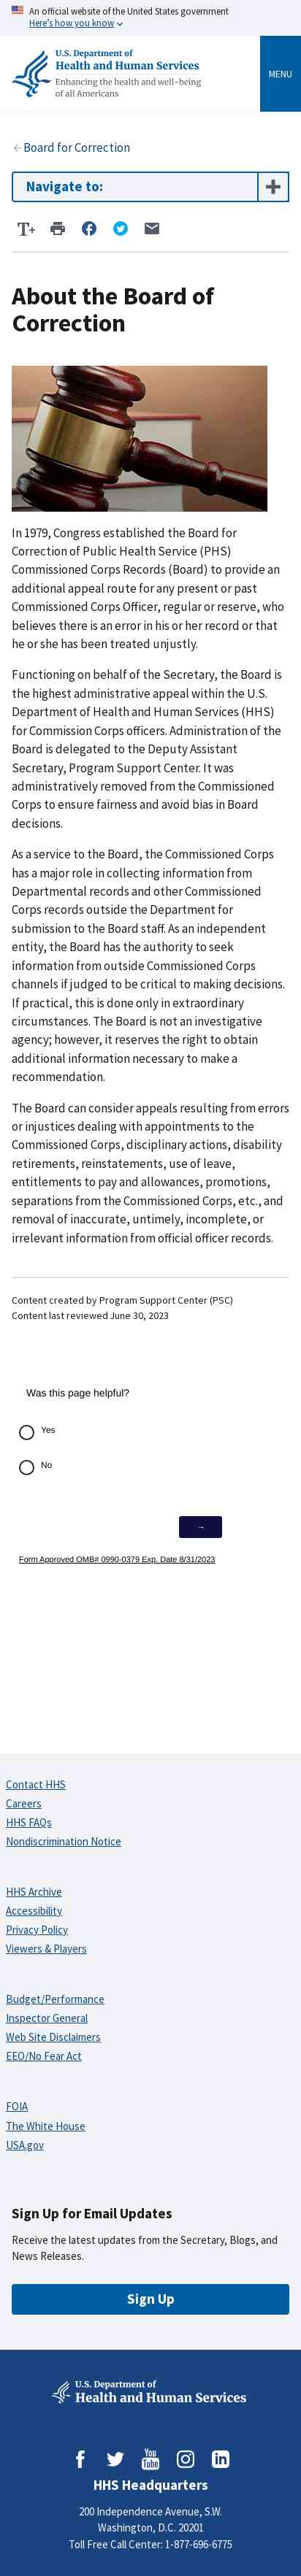 An official website of the United States government
Here's how you know
U.S. Department of
Health and Human Services
Enhancing the health and well-being
of all Americans
MENU
Board for Correction
Navigate to:
T+
About the Board of
Correction
In 1979, Congress established the Board for
Correction of Public Health Service (PHS)
Commissioned Corps Records (Board) to provide an
additional appeal route for any present or past
Commissioned Corps Officer, regular or reserve, who
believes there is an error in his or her record or that
he or she has been treated unjustly.
Functioning on behalf of the Secretary, the Board is
the highest administrative appeal within the U.S.
Department of Health and Human Services (HHS)
for Commission Corps officers. Administration of the
Board is delegated to the Deputy Assistant
Secretary, Program Support Center. It was
administratively removed from the Commissioned
Corps to ensure fairness and avoid bias in Board
decisions.
As a service to the Board, the Commissioned Corps
has a major role in collecting information from
Departmental records and other Commissioned
Corps records outside the Department for
submission to the Board staff. As an independent
entity, the Board has the authority to seek
information from outside Commissioned Corps
channels if judged to be critical to making decisions.
If practical, this is done only in extraordinary
circumstances. The Board is not an investigative
agency; however, it reserves the right to obtain
additional information necessary to make a
recommendation.
The Board can consider appeals resulting from errors
or injustices dealing with appointments to the
Commissioned Corps, disciplinary actions, disability
retirements, reinstatements, use of leave,
entitlements to pay and allowances, promotions,
separations from the Commissioned Corps, etc., and
removal of inaccurate, untimely, incomplete, or
irrelevant information from official officer records.
Content created by Program Support Center (PSC)
Content last reviewed June 30, 2023
Was this page helpful?
Yes
No
→
Form Approved OMB# 0990-0379 Exp. Date 8/31/2023
Contact HHS
Careers
HHS FAQs
Nondiscrimination Notice
HHS Archive
Accessibility
Privacy Policy
Viewers & Players
Budget/Performance
Inspector General
Web Site Disclaimers
EEO/No Fear Act
FOIA
The White House
USA.gov
Sign Up for Email Updates
Receive the latest updates from the Secretary, Blogs, and
News Releases.
Sign Up
U.S. Department of
Health and Human Services
You Tube
HHS Headquarters
200 Independence Avenue, S.W.
Washington, D.C. 20201
Toll Free Call Center: 1-877-696-6775